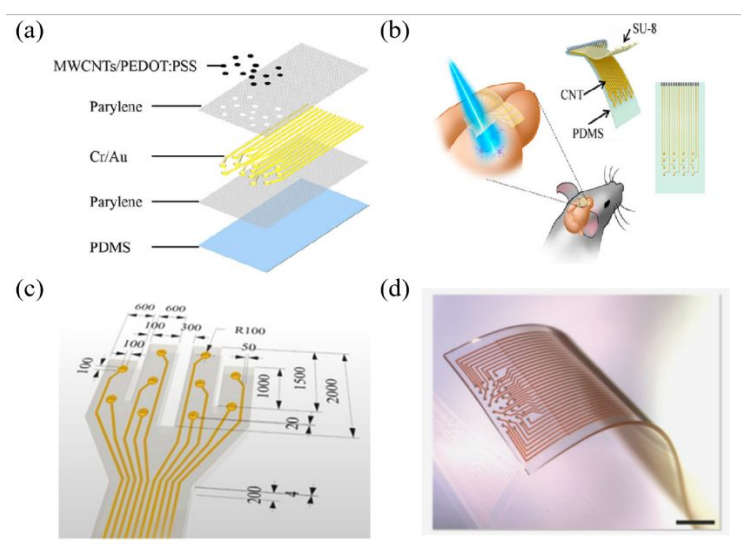 (a)
MWCNTs/PEDOT:PSS
Parylene
Cr/Au
Parylene
PDMS
(b)
SU-8
CNT
PDMS
(c)
600
600
100
300
R100
100
50
100
1000
1500
2000
20
200
4
(d)